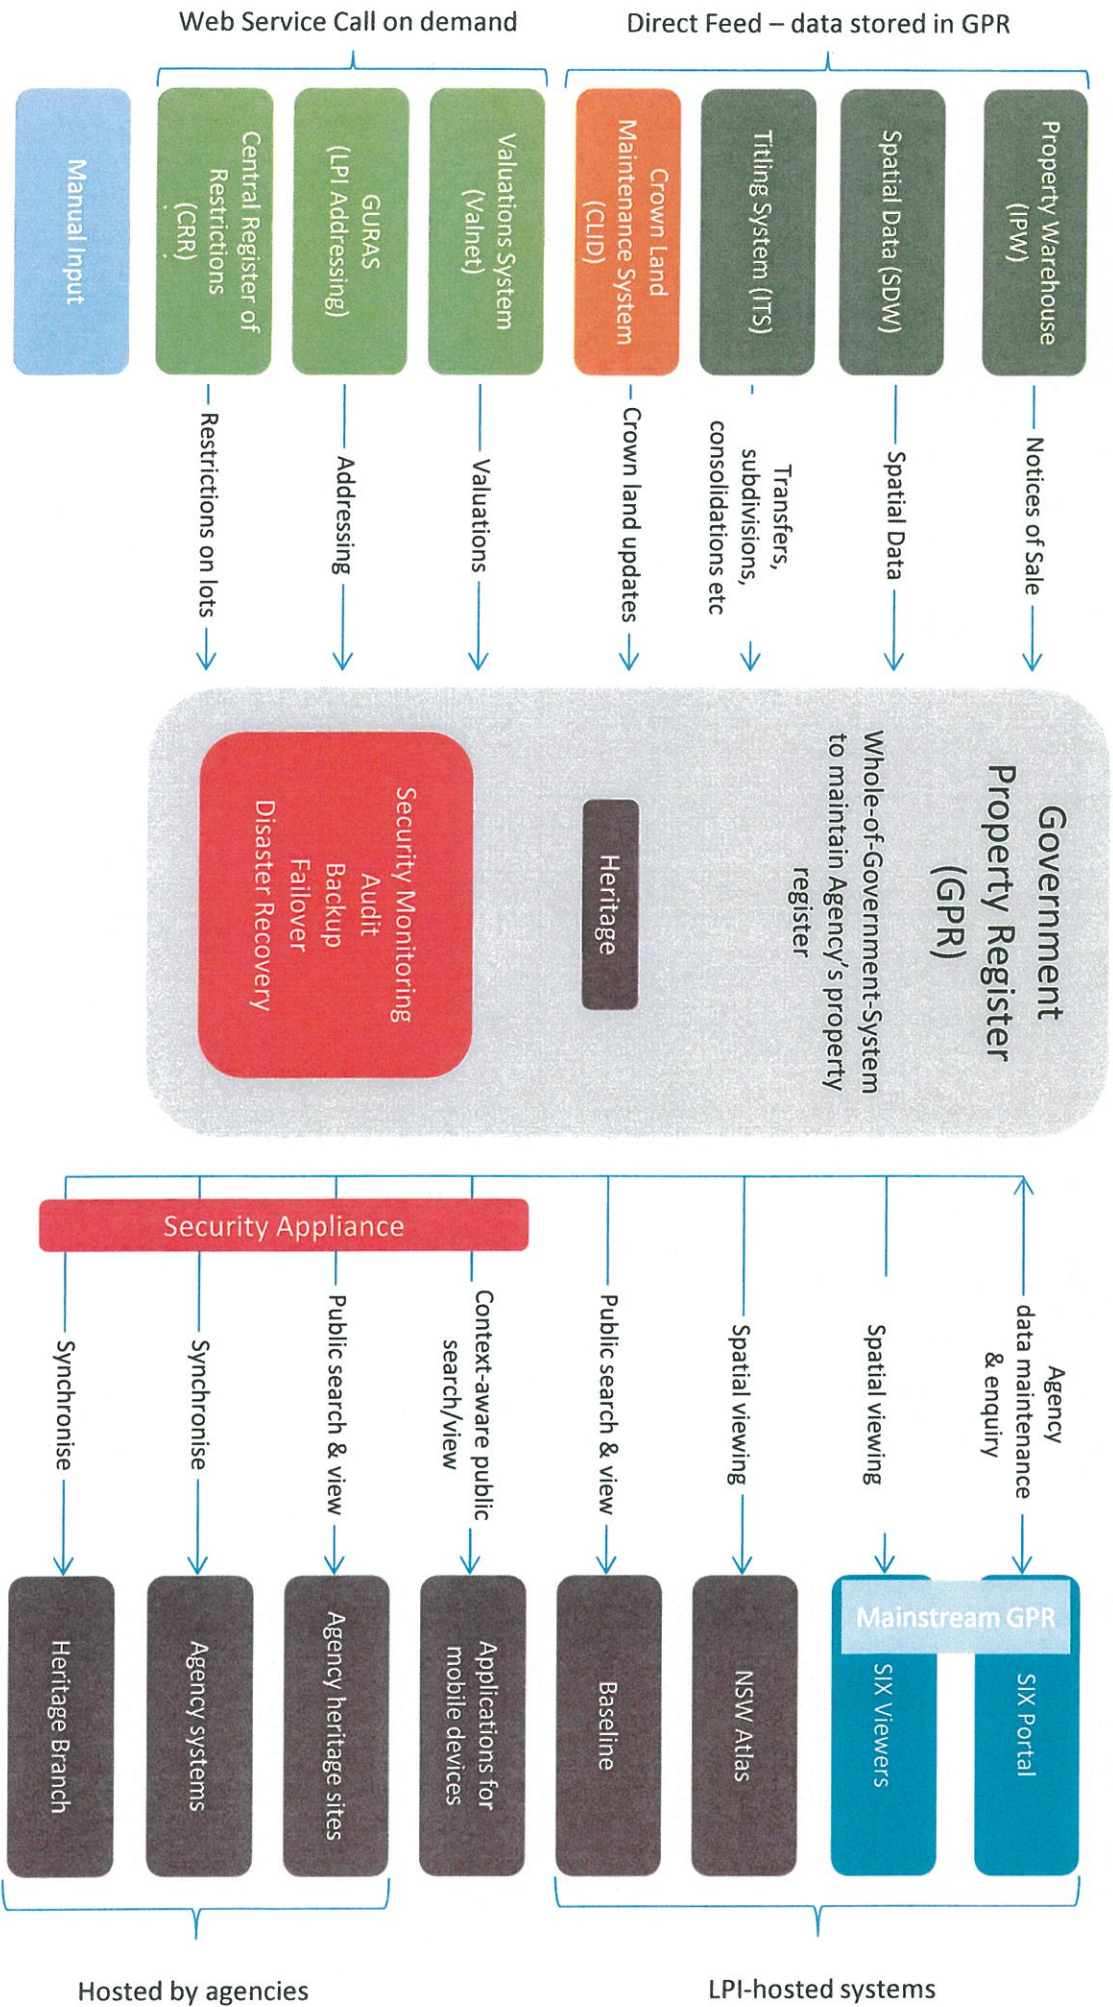 Direct Feed – data stored in GPR
Web Service Call on demand
Property Warehouse
(IPW)
Spatial Data (SDW)
Titling System (ITS)
Crown Land
Maintenance System
(CLID)
Valuations System
(Valnet)
GURAS
(LPI Addressing)
Central Register of
Restrictions
(CRR)
Manual Input
Notices of Sale
Spatial Data
Transfers,
subdivisions,
consolidations etc
Crown land updates
Valuations
Addressing
Restrictions on lots
Government
Property Register
(GPR)
Whole-of-Government-System
to maintain Agency's property
register
Heritage
Security Monitoring
Audit
Backup
Failover
Disaster Recovery
Security Appliance
Agency
data maintenance
& enquiry
Spatial viewing
Spatial viewing
Public search & view
Context-aware public
search/view
Public search & view
Synchronise
Synchronise
Mainstream GPR
SIX Portal
SIX Viewers
NSW Atlas
Baseline
Applications for
mobile devices
Agency heritage sites
Agency systems
Heritage Branch
LPI-hosted systems
Hosted by agencies